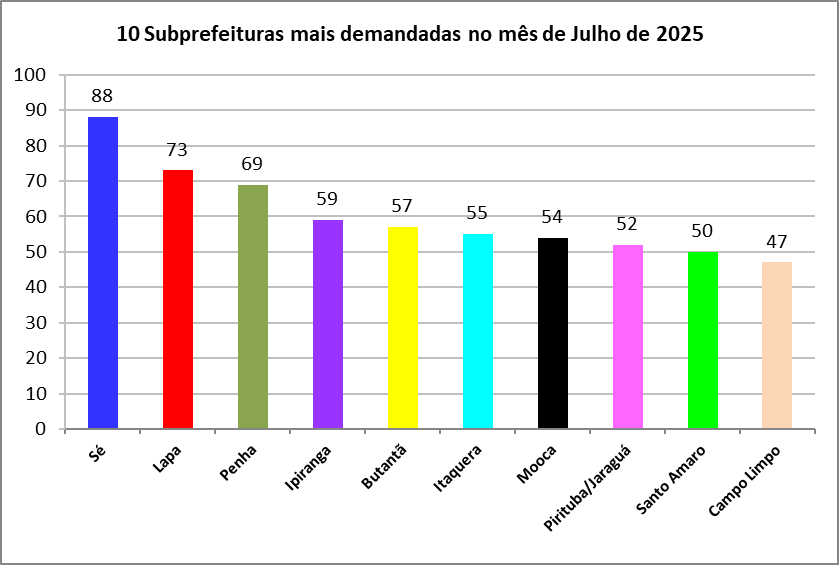 10 Subprefeituras mais demandadas no mês de Julho de 2025
100
90
80
70
60
50
40
30
20
10
0
88
73
69
59
57
55
54
52
50
47
Sé
Lapa
Penha
Ipiranga
Butantã
Itaquera
Mooca
Pirituba/Jaraguá
Santo Amaro
Campo Limpo